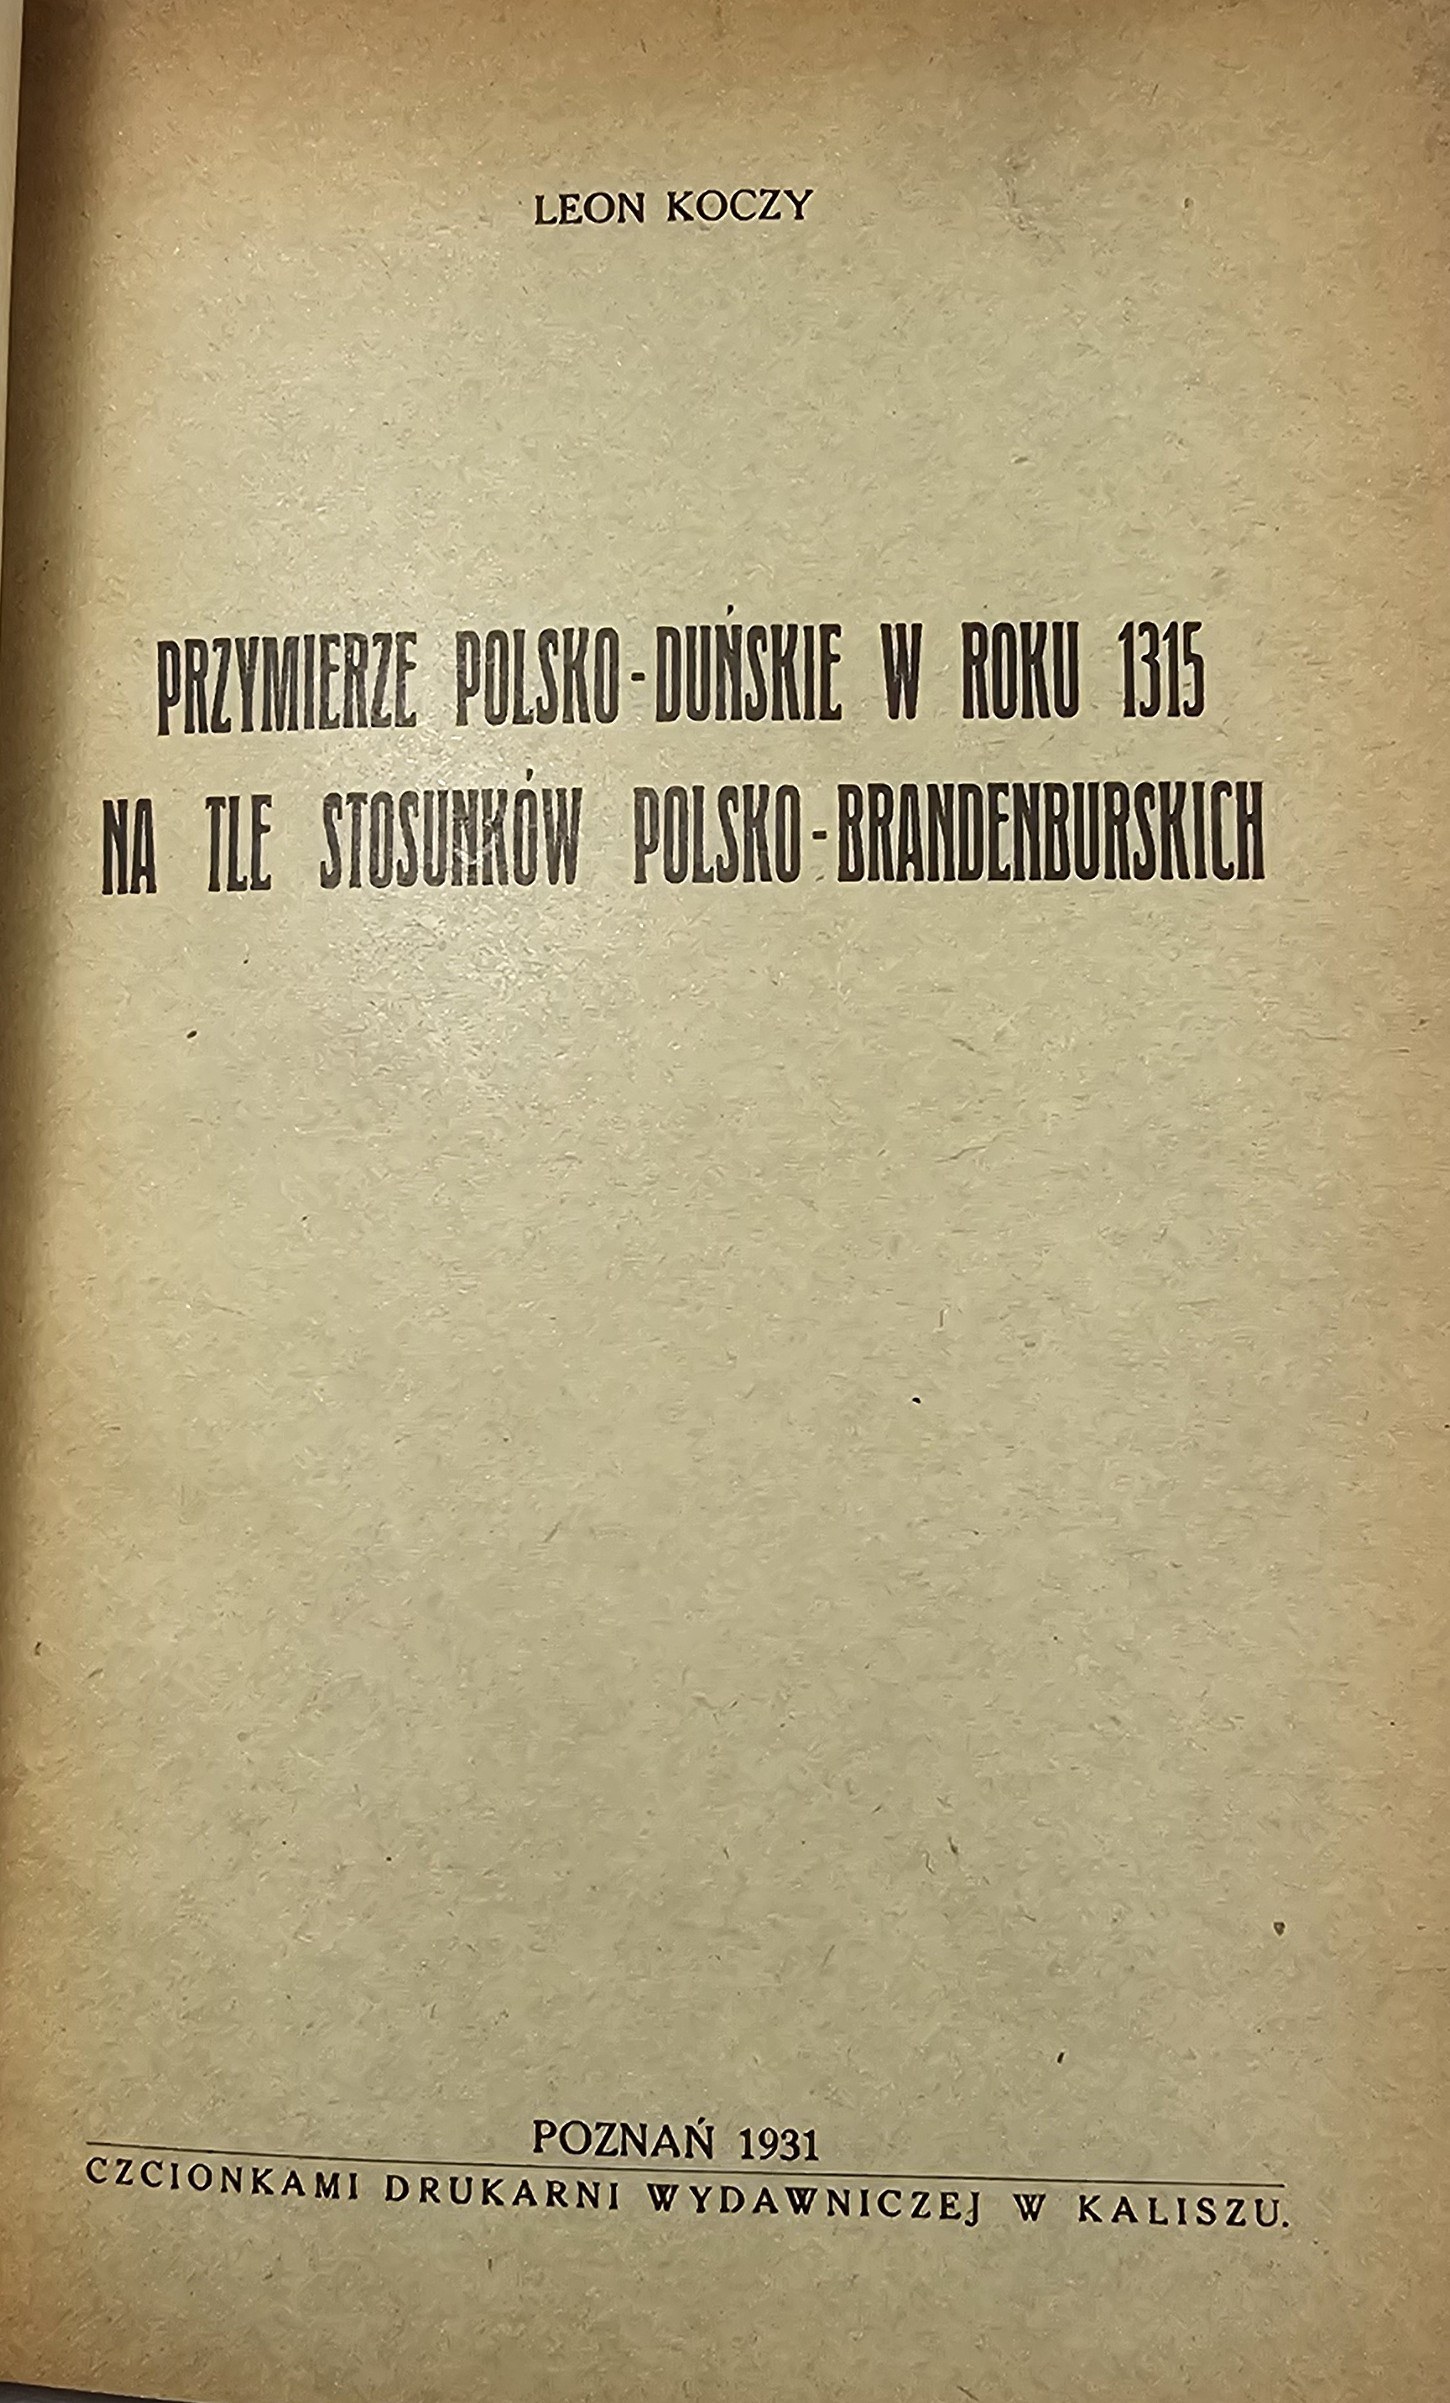 LEON KOCZY
PRZYMIERZE POLSKO-DUŃSKIE W ROKU 1315
NA TLE STOSUNKÓW POLSKO-BRANDENBURSKICH
POZNAŃ 1931
CZCIONKAMI DRUKARNI WYDAWNICZEJ W KALISZU.